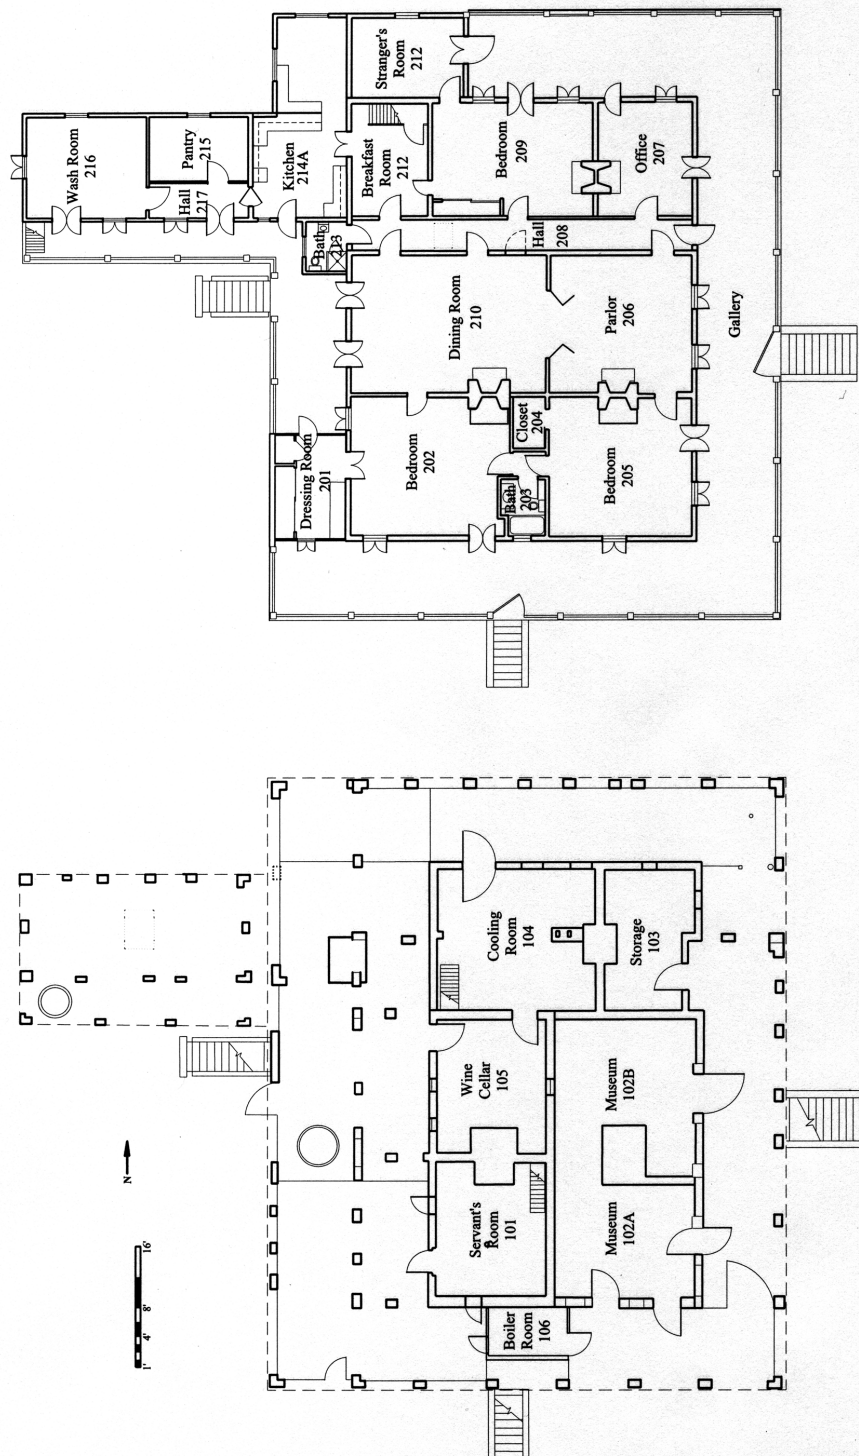 Wash Room
216
Pantry
215
Hall
217
Kitchen
214A
Stranger's
Room
212
Breakfast
Room
212
Bedroom
209
Office
207
Bath
213
Hall
208
Dining Room
210
Parlor
206
Gallery
Dressing Room
201
Bedroom
202
Closet
204
Bath
203
Bedroom
205
Cooling
Room
104
Storage
103
Wine
Cellar
105
Museum
102B
Servant's
Room
101
Museum
102A
Boiler
Room
106
N
1'
4'
8'
16'